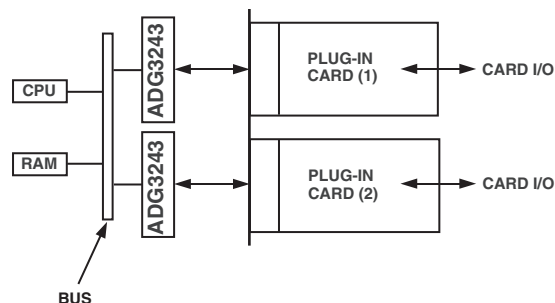 CPU
RAM
BUS
ADG3243
ADG3243
PLUG-IN
CARD (1)
CARD I/O
PLUG-IN
CARD (2)
CARD I/O